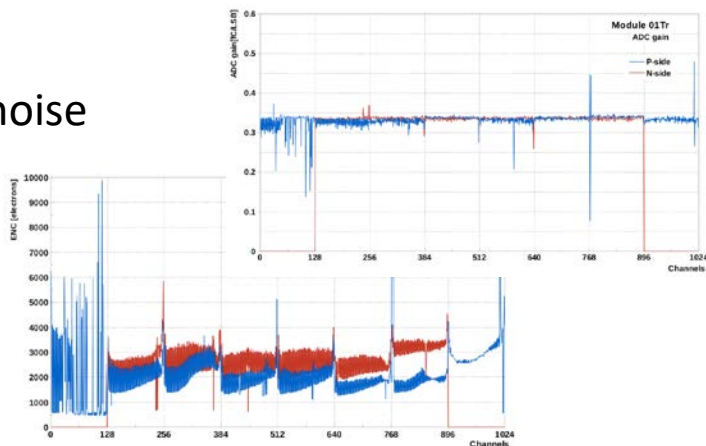 noise
ADC gain[fC/LSB]
0.6
0.5
0.4
0.3
0.2
0.1
0
0 128 256 384 512 640 768 896 1024
Channels
Module 01Tr
ADC gain
P-side
N-side
ENC [electrons]
10000
9000
8000
7000
6000
5000
4000
3000
2000
1000
0
0 128 256 384 512 640 768 896 1024
Channels